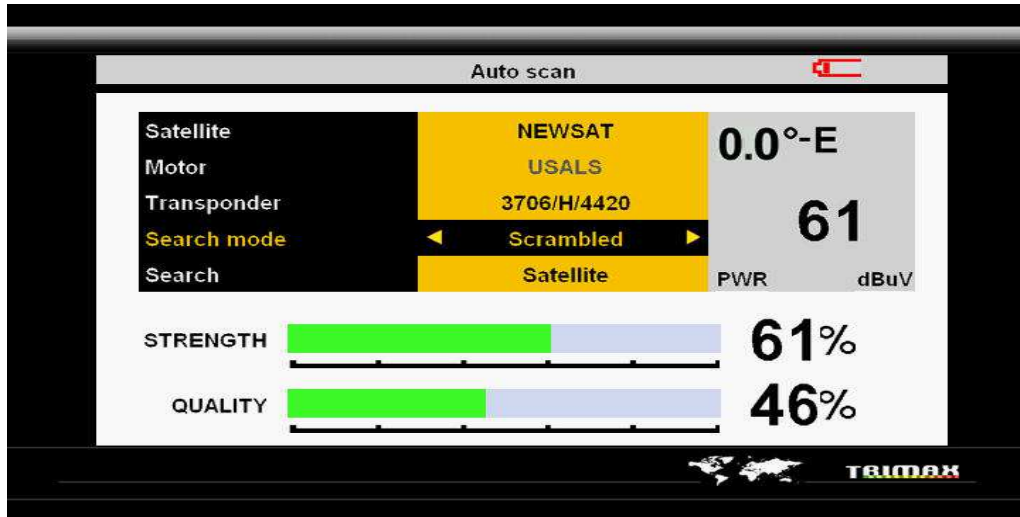 Auto scan
Satellite NEWSAT
Motor USALS
Transponder 3706/H/4420
Search mode Scrambled
Search Satellite
0.0°-E
61
PWR dBuV
STRENGTH 61%
QUALITY 46%
TRIMAX